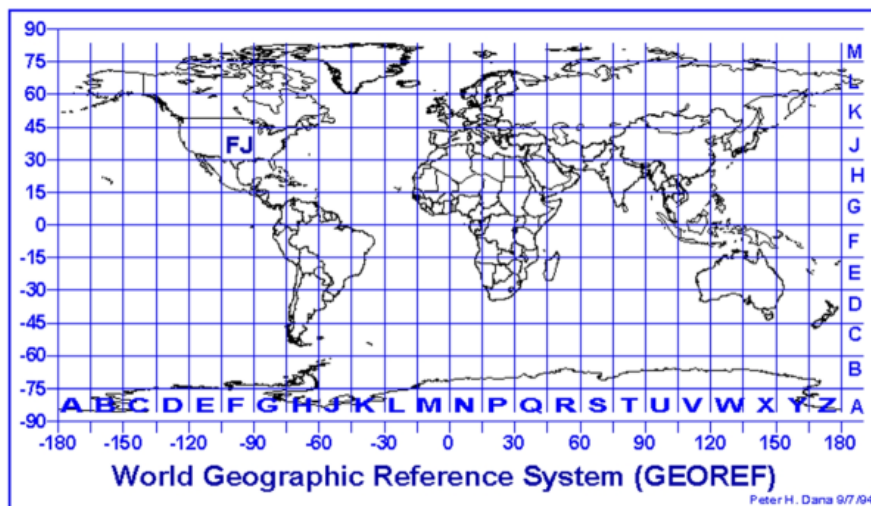 90
75
M
L
60
K
45
FJ
J
30
H
15
G
0
F
-15
E
-30
D
-45
C
-60
B
-75
A B C D E F G H J K L M N P Q R S T U V W X Y Z
A
-90
-180 -150 -120 -90 -60 -30 0 30 60 90 120 150 180
World Geographic Reference System (GEOREF)
Peter H. Dana 9/7/94